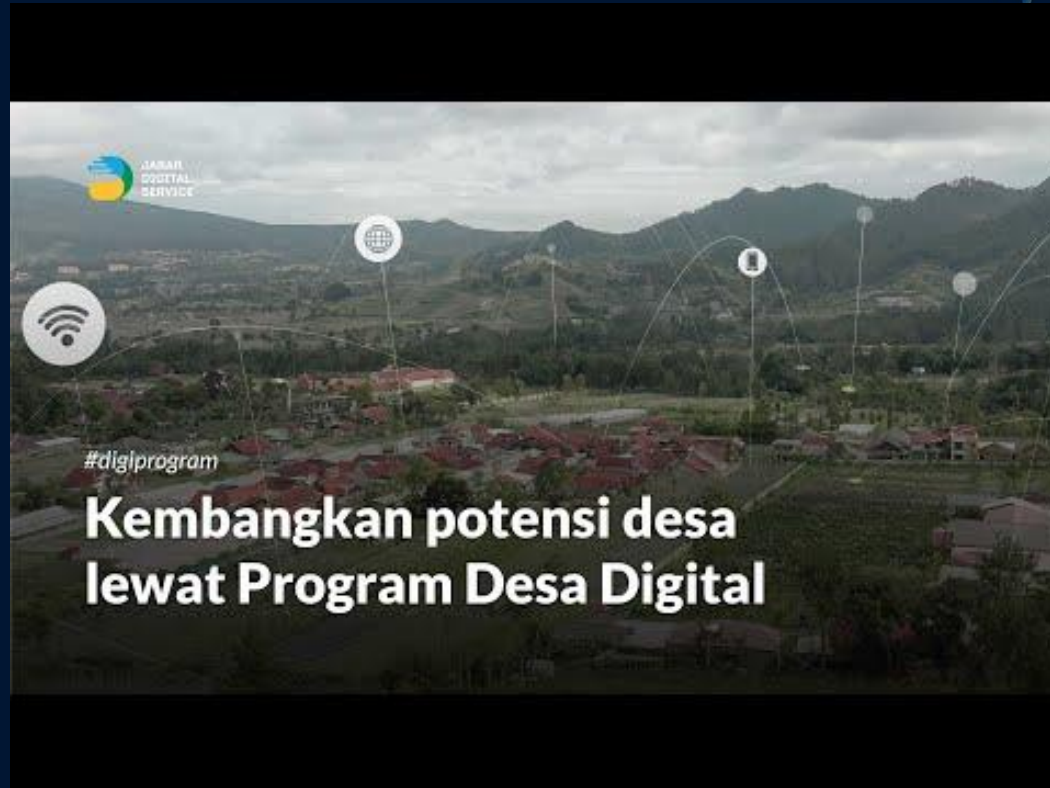 JABAR
DIGITAL
SERVICE
#digiprogram
Kembangkan potensi desa
lewat Program Desa Digital